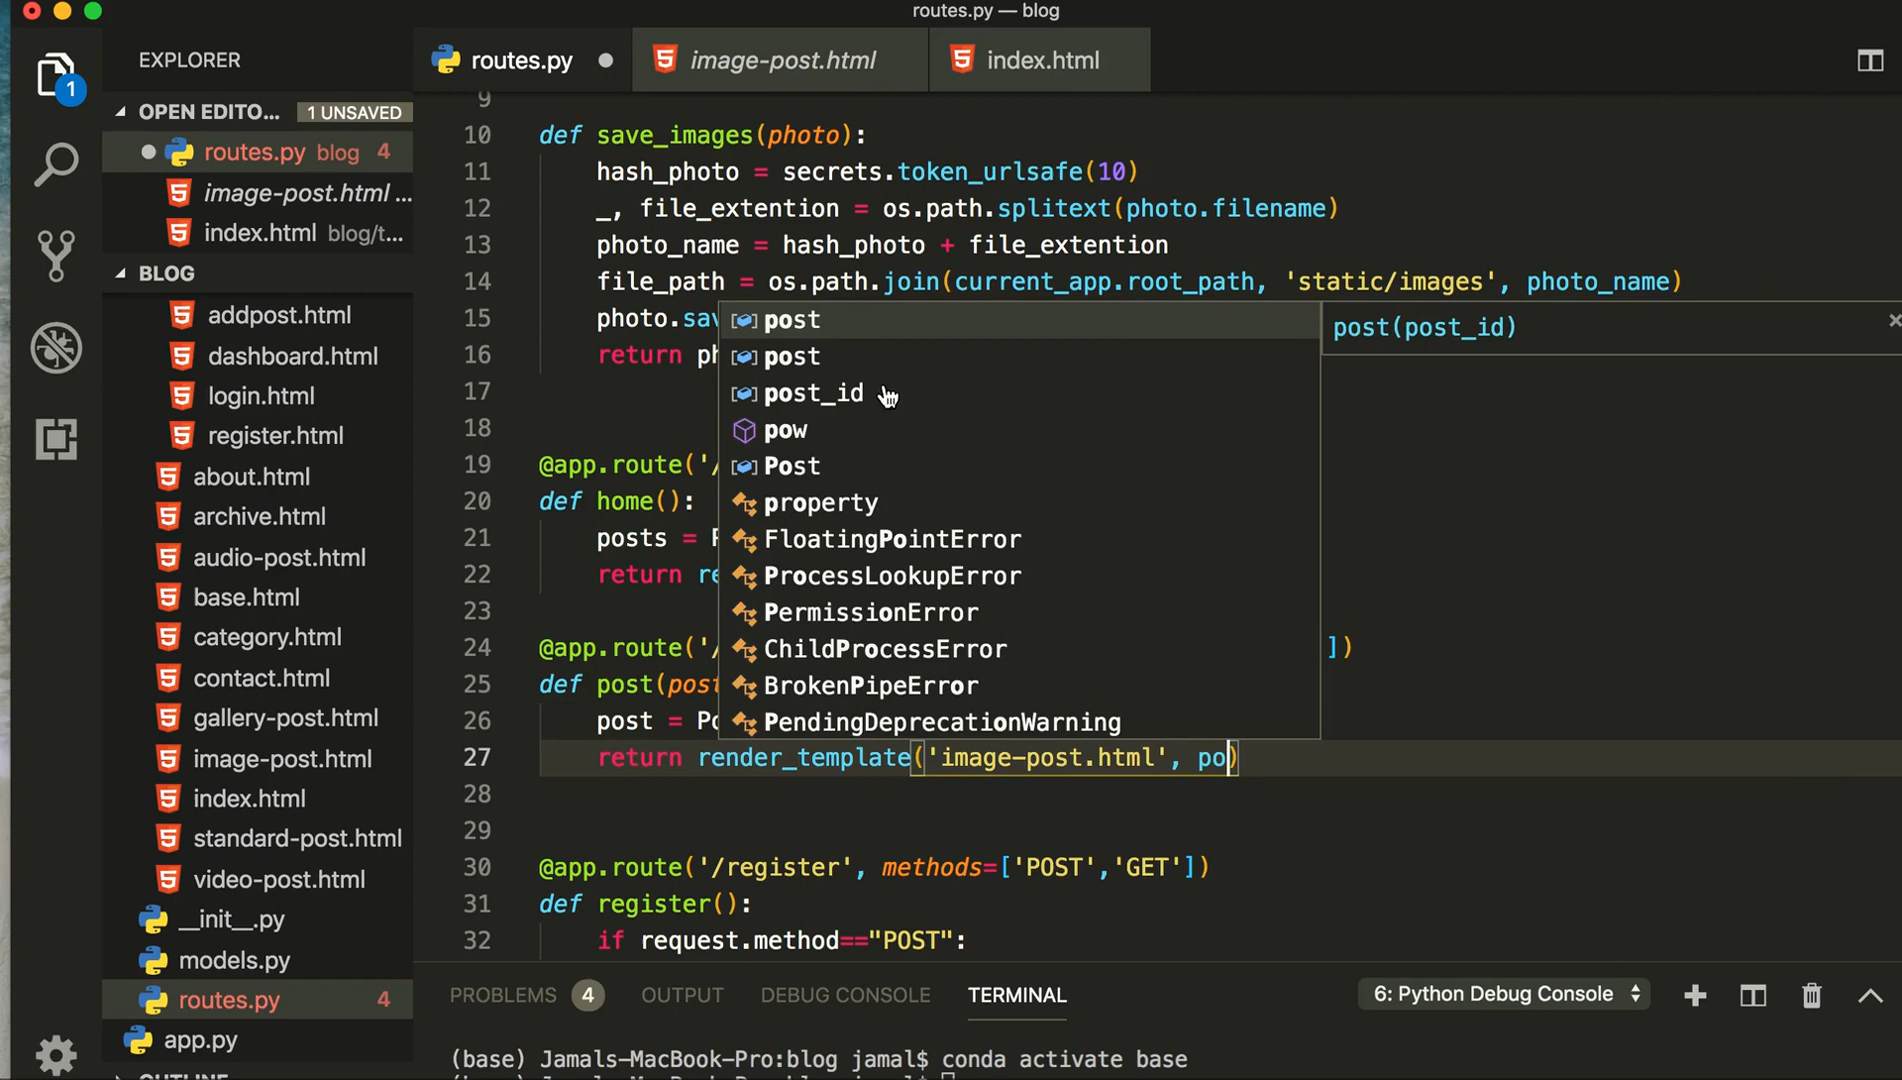 routes.py — blog
EXPLORER
routes.py
image-post.html
index.html
OPEN EDITO... 1 UNSAVED
routes.py blog 4
image-post.html ...
index.html blog/t...
BLOG
addpost.html
dashboard.html
login.html
register.html
about.html
archive.html
audio-post.html
base.html
category.html
contact.html
gallery-post.html
image-post.html
index.html
standard-post.html
video-post.html
__init__.py
models.py
routes.py 4
app.py
1
9
10 def save_images(photo):
11 hash_photo = secrets.token_urlsafe(10)
12 _, file_extention = os.path.splitext(photo.filename)
13 photo_name = hash_photo + file_extention
14 file_path = os.path.join(current_app.root_path, 'static/images', photo_name)
15 photo.sav
16 return ph
17
18
19 @app.route('/
20 def home():
21 posts = P
22 return re
23
24 @app.route('/ ])
25 def post(post
26 post = Po
27 return render_template('image-post.html', po)
28
29
30 @app.route('/register', methods=['POST','GET'])
31 def register():
32 if request.method=="POST":
post
post
post_id
pow
Post
property
FloatingPointError
ProcessLookupError
PermissionError
ChildProcessError
BrokenPipeError
PendingDeprecationWarning
post(post_id)
PROBLEMS 4 OUTPUT DEBUG CONSOLE TERMINAL 6: Python Debug Console
(base) Jamals-MacBook-Pro:blog jamal$ conda activate base